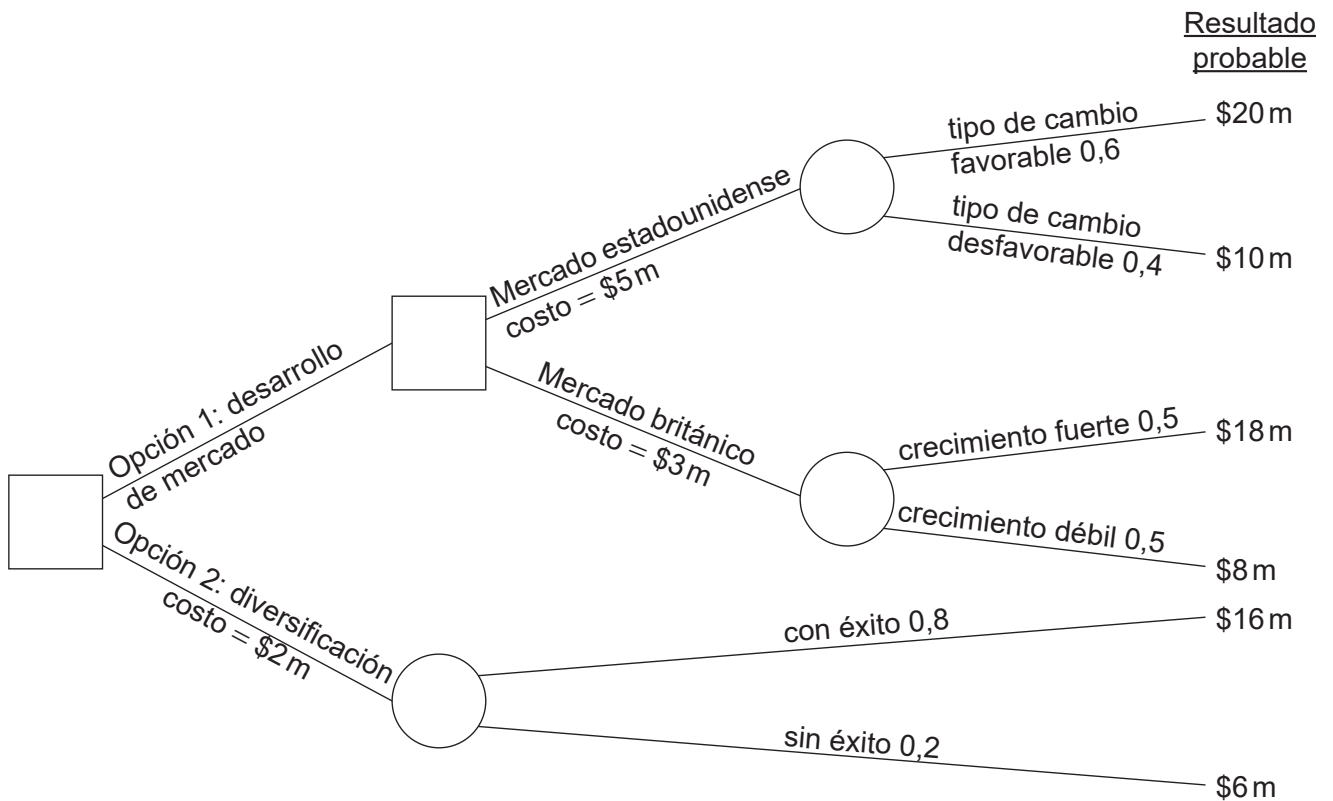 Resultado
probable
tipo de cambio
favorable 0,6
$20 m
tipo de cambio
desfavorable 0,4
$10 m
Mercado estadounidense
costo = $5 m
Mercado británico
costo = $3 m
crecimiento fuerte 0,5
$18 m
crecimiento débil 0,5
$8 m
Opción 1: desarrollo
de mercado
Opción 2: diversificación
costo = $2 m
con éxito 0,8
$16 m
sin éxito 0,2
$6 m